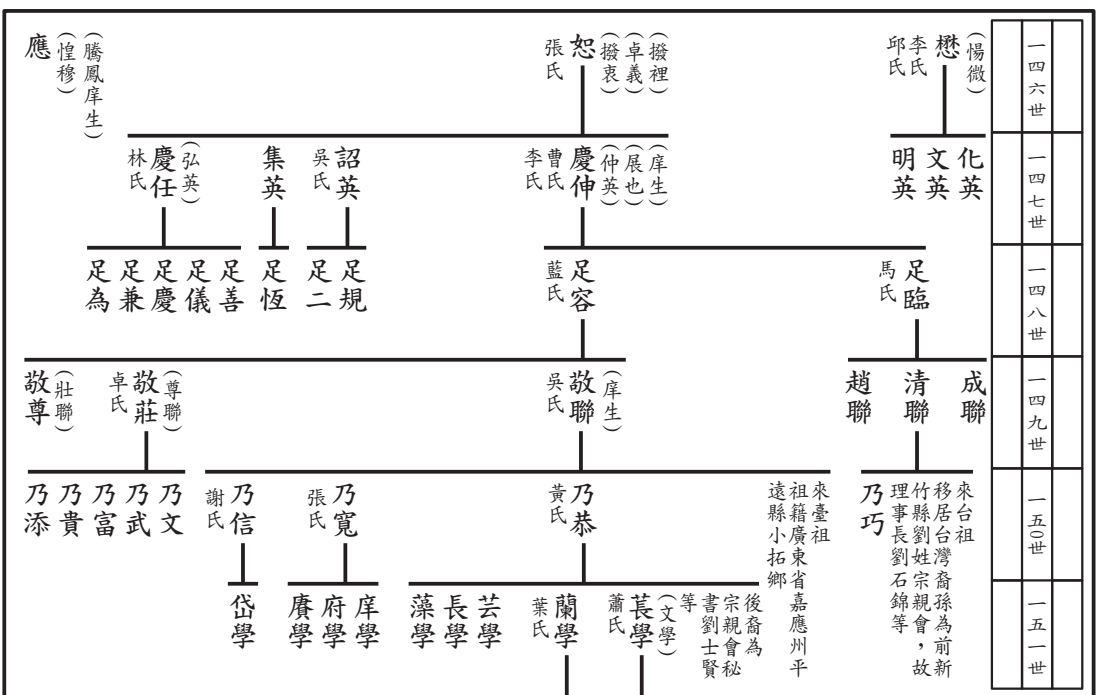 一四六世
一四七世
一四八世
一四九世
一五〇世
一五一世
(惕微)
懋
李氏
邱氏
(撥裡)
(卓義)
(撥衷)
恕
張氏
(騰鳳庠生)
(惶穆)
應
化英
文英
明英
(庠生)
(展也)
(仲英)
慶伸
曹氏
李氏
詔英
吳氏
集英
(弘英)
慶任
林氏
足臨
馬氏
足容
藍氏
足規
足二
足恆
足善
足儀
足慶
足兼
足為
成聯
清聯
趙聯
(庠生)
敬聯
吳氏
(尊聯)
敬莊
卓氏
(壯聯)
敬尊
來台祖
移居台灣裔孫為前新
竹縣劉姓宗親會,故
理事長劉石錦等
乃巧
來臺祖
祖籍廣東省嘉應州平
遠縣小拓鄉
乃恭
黃氏
乃寬
張氏
乃信
謝氏
乃文
乃武
乃富
乃貴
乃添
後裔為
宗親會秘
書劉士賢
等
(文學)
萇學
蕭氏
蘭學
葉氏
芸學
長學
藻學
庠學
府學
賡學
岱學